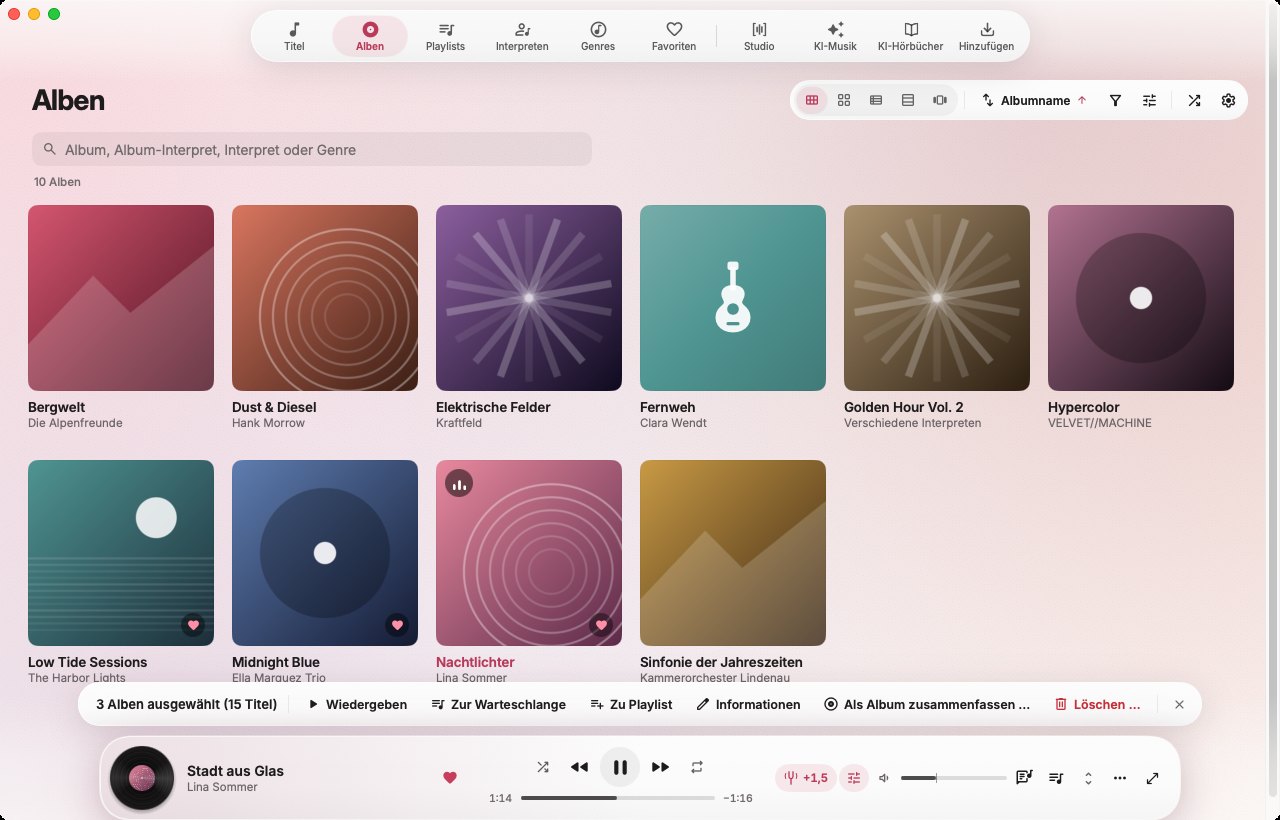 Titel
Alben
Playlists
Interpreten
Genres
Favoriten
Studio
KI-Musik
KI-Hörbücher
Hinzufügen
Alben
Albumname
Album, Album-Interpret, Interpret oder Genre
10 Alben
Bergwelt
Die Alpenfreunde
Dust & Diesel
Hank Morrow
Elektrische Felder
Kraftfeld
Fernweh
Clara Wendt
Golden Hour Vol. 2
Verschiedene Interpreten
Hypercolor
VELVET//MACHINE
Low Tide Sessions
The Harbor Lights
Midnight Blue
Ella Marquez Trio
Nachtlichter
Lina Sommer
Sinfonie der Jahreszeiten
Kammerorchester Lindenau
3 Alben ausgewählt (15 Titel)
Wiedergeben
Zur Warteschlange
Zu Playlist
Informationen
Als Album zusammenfassen ...
Löschen ...
Stadt aus Glas
Lina Sommer
1:14
−1:16
+1,5